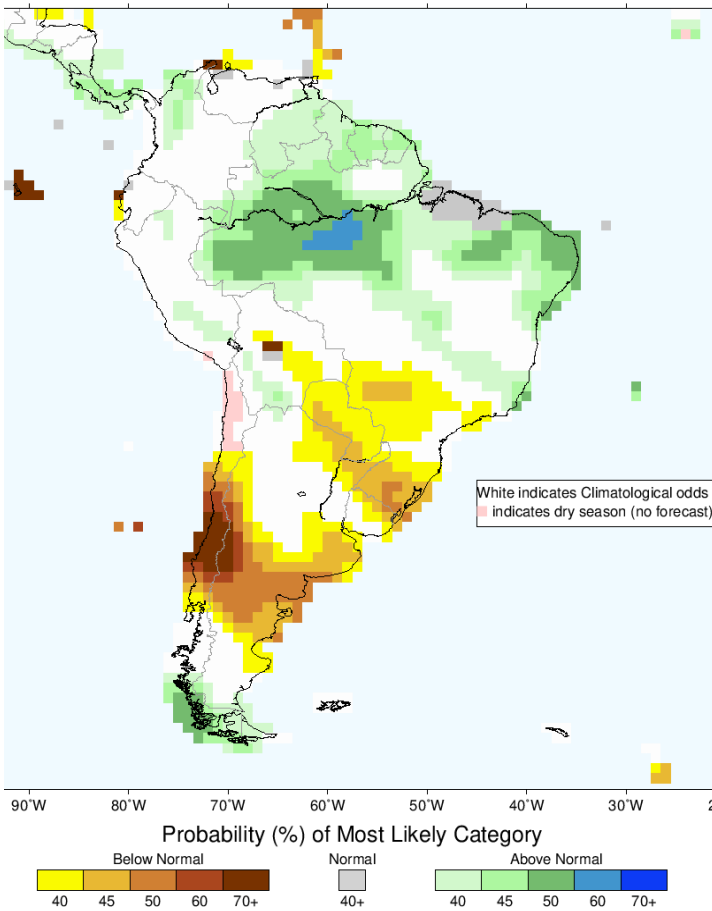 White indicates Climatological odds
indicates dry season (no forecast)
90°W 80°W 70°W 60°W 50°W 40°W 30°W 2
Probability (%) of Most Likely Category
Below Normal Normal Above Normal
40 45 50 60 70+ 40+ 40 45 50 60 70+